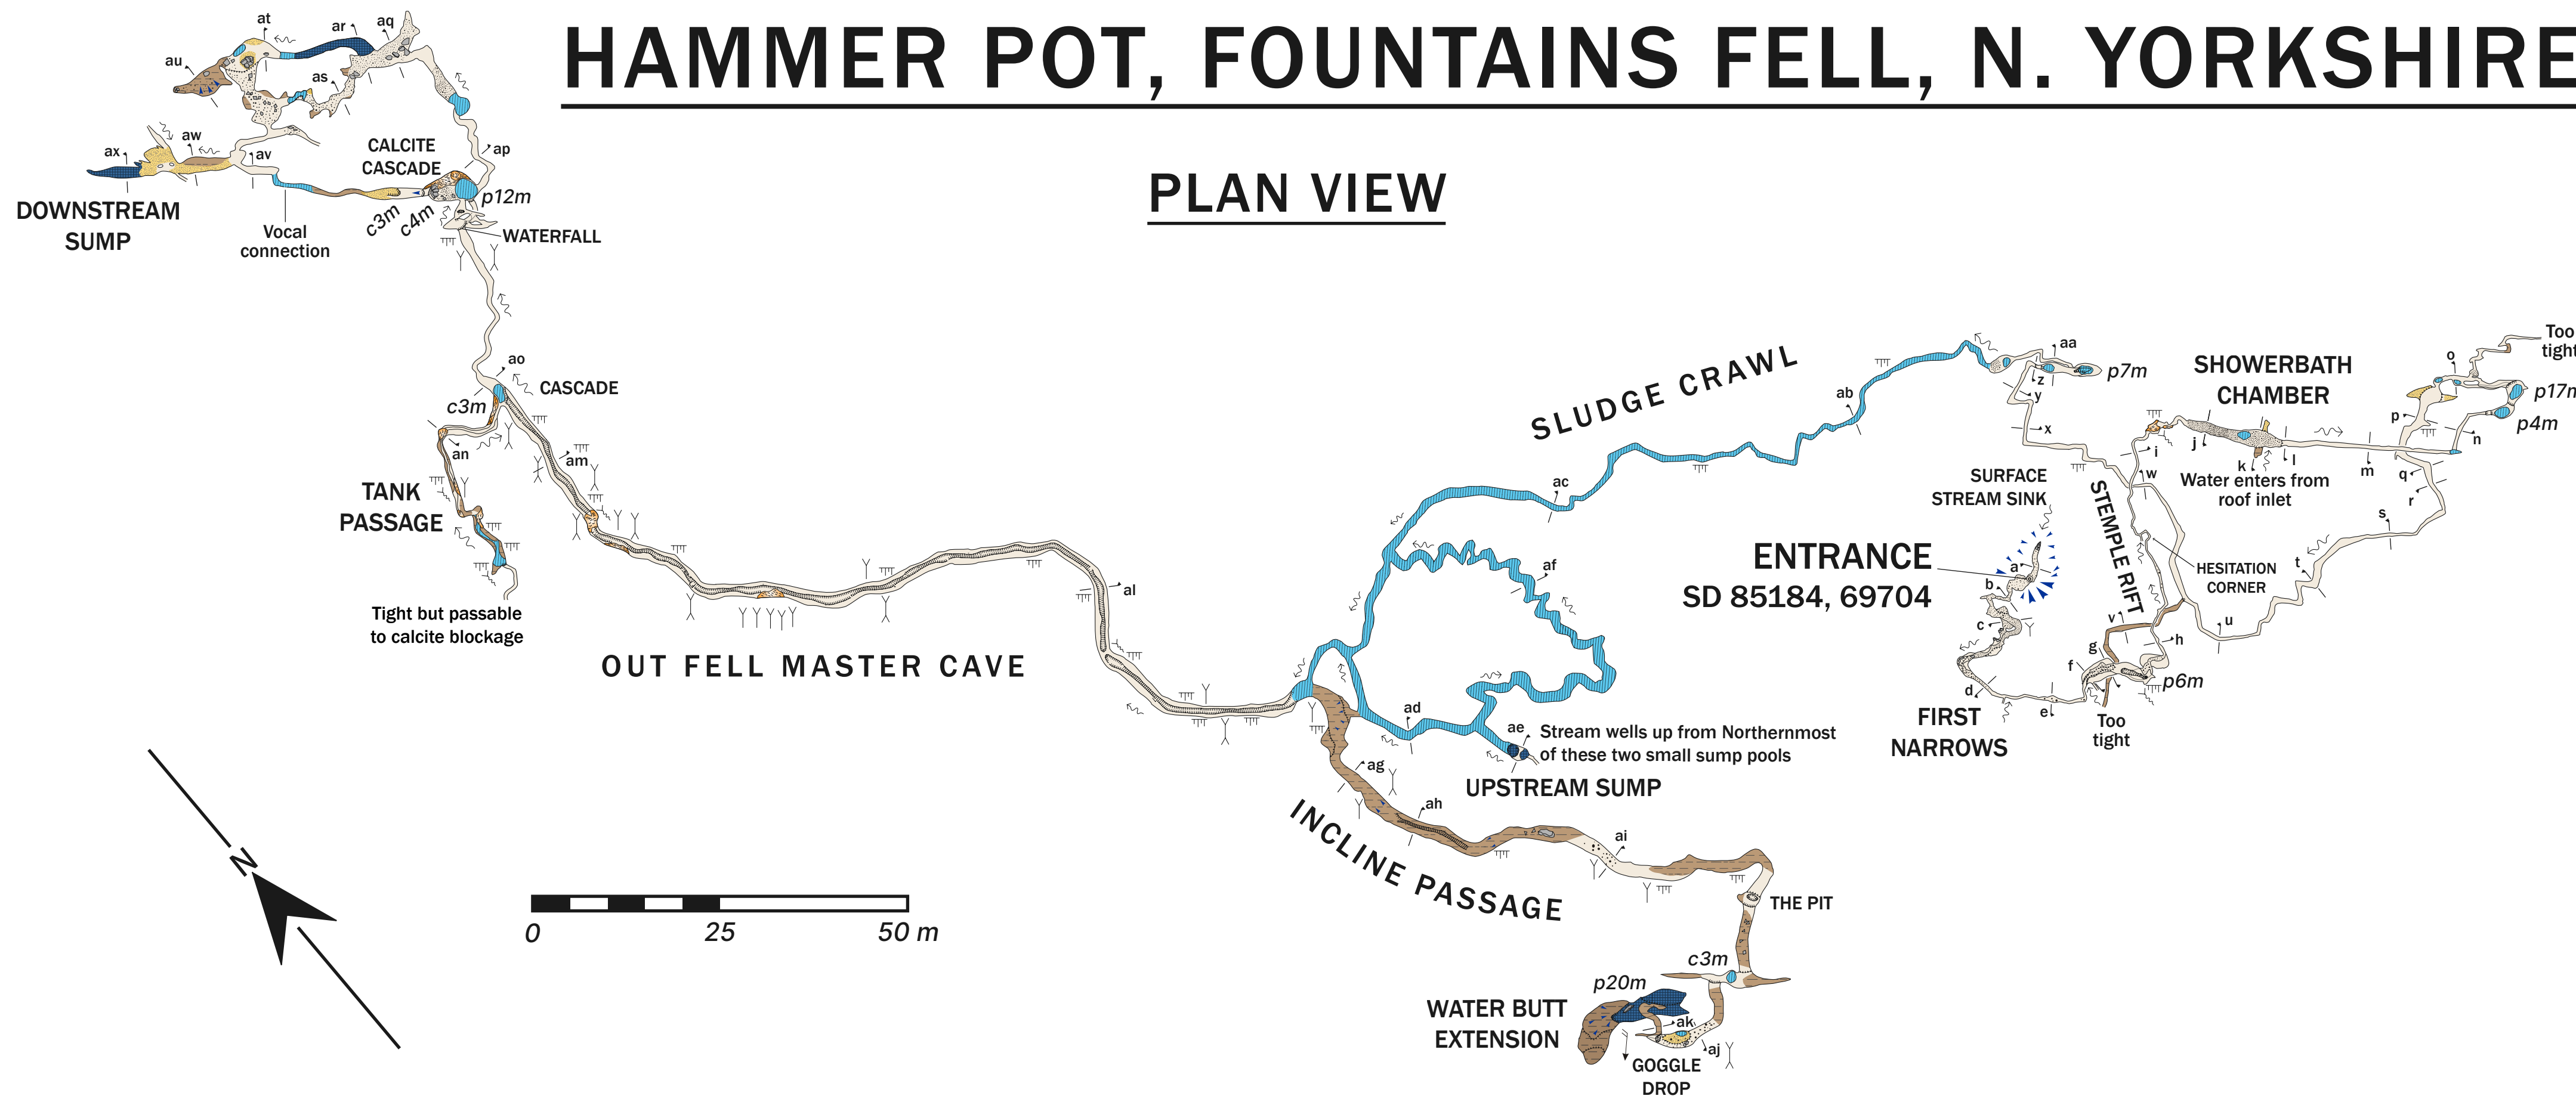 HAMMER POT, FOUNTAINS FELL, N. YORKSHIRE
PLAN VIEW
at
ar
aq
au
as
aw
ax
av
ap
CALCITE
CASCADE
p12m
c3m
c4m
DOWNSTREAM
SUMP
Vocal
connection
WATERFALL
ao
CASCADE
c3m
an
am
TANK
PASSAGE
Tight but passable
to calcite blockage
OUT FELL MASTER CAVE
al
SLUDGE CRAWL
ab
ac
af
ad
ae
Stream wells up from Northernmost
of these two small sump pools
UPSTREAM SUMP
ag
ah
ai
INCLINE PASSAGE
THE PIT
c3m
p20m
WATER BUTT
EXTENSION
ak
aj
GOGGLE
DROP
aa
z
y
x
p7m
SHOWERBATH
CHAMBER
Too
tight
o
p17m
p4m
p
n
i
j
k
l
m
q
r
s
t
u
w
Water enters from
roof inlet
SURFACE
STREAM SINK
STEMPLE RIFT
HESITATION
CORNER
ENTRANCE
SD 85184, 69704
a
b
c
d
e
f
g
h
v
p6m
FIRST
NARROWS
Too
tight
N
0
25
50 m